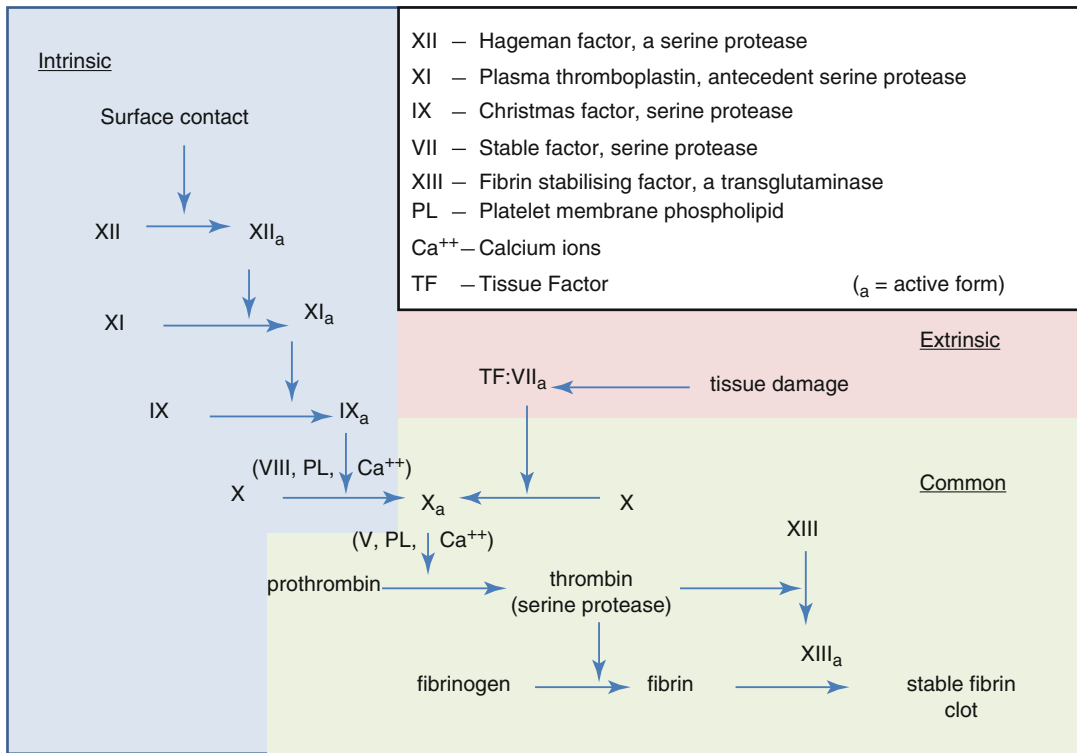 Intrinsic
XII – Hageman factor, a serine protease
XI – Plasma thromboplastin, antecedent serine protease
IX – Christmas factor, serine protease
VII – Stable factor, serine protease
XIII – Fibrin stabilising factor, a transglutaminase
PL – Platelet membrane phospholipid
Ca⁺⁺ – Calcium ions
TF – Tissue Factor (ₐ = active form)
Surface contact
XII XIIₐ
XI XIₐ
Extrinsic
TF:VIIₐ tissue damage
IX IXₐ
(VIII, PL, Ca⁺⁺)
Common
X Xₐ X
XIII
(V, PL, Ca⁺⁺)
prothrombin thrombin
(serine protease)
XIIIₐ
fibrinogen fibrin stable fibrin
clot